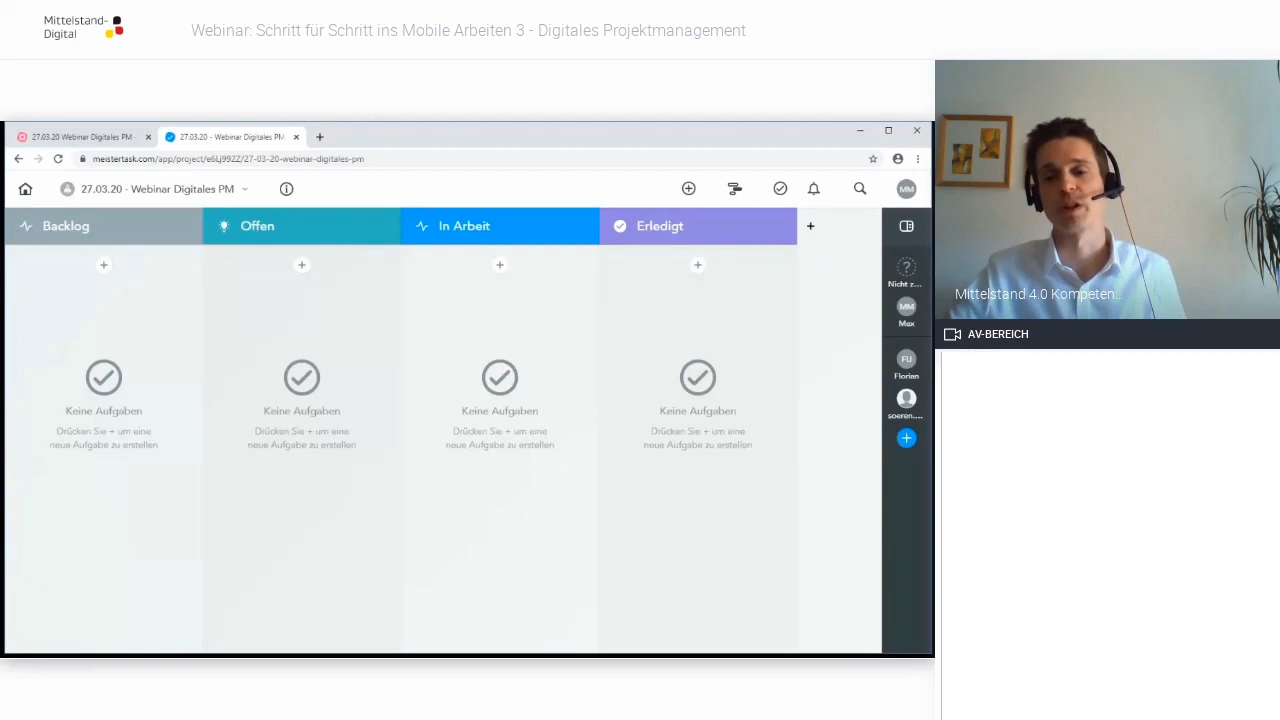 Mittelstand-
Digital
Webinar: Schritt für Schritt ins Mobile Arbeiten 3 - Digitales Projektmanagement
27.03.20 Webinar Digitales PM -
27.03.20 - Webinar Digitales PM
meistertask.com/app/project/e6Lj992Z/27-03-20-webinar-digitales-pm
27.03.20 - Webinar Digitales PM
MM
Backlog
Offen
In Arbeit
Erledigt
Nicht z...
MM
Max
FU
Florian
soeren....
Keine Aufgaben
Drücken Sie + um eine
neue Aufgabe zu erstellen
Keine Aufgaben
Drücken Sie + um eine
neue Aufgabe zu erstellen
Keine Aufgaben
Drücken Sie + um eine
neue Aufgabe zu erstellen
Keine Aufgaben
Drücken Sie + um eine
neue Aufgabe zu erstellen
Mittelstand 4.0 Kompeten...
AV-BEREICH